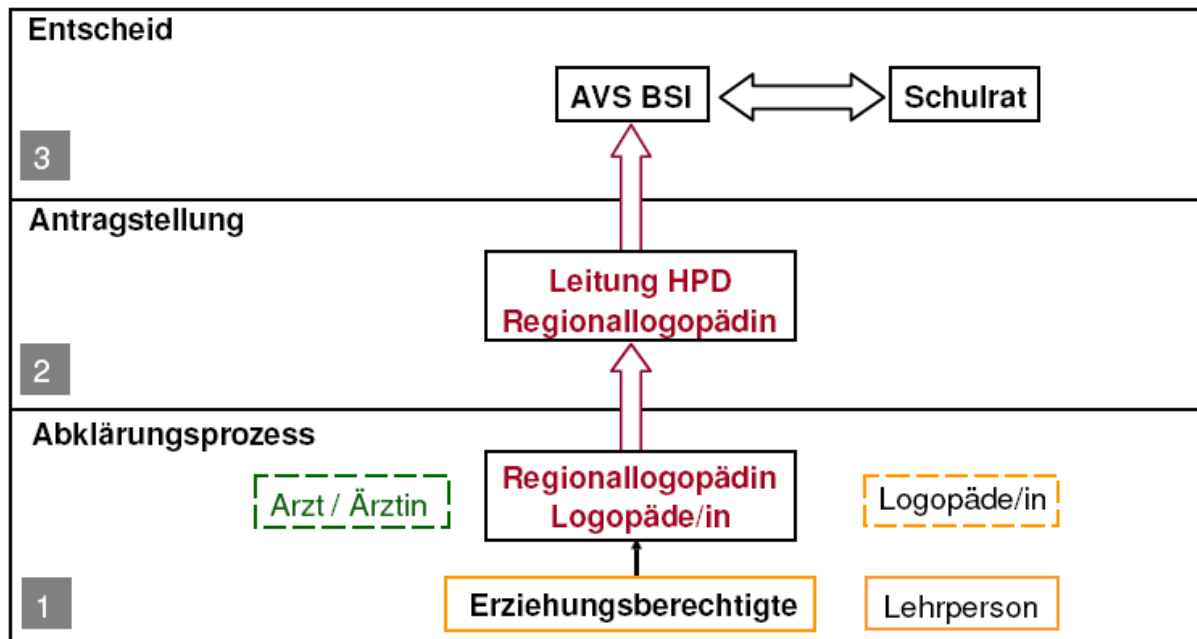 Entscheid
AVS BSI
Schulrat
3
Antragstellung
Leitung HPD
Regionallogopädin
2
Abklärungsprozess
Arzt / Ärztin
Regionallogopädin
Logopäde/in
Logopäde/in
1
Erziehungsberechtigte
Lehrperson